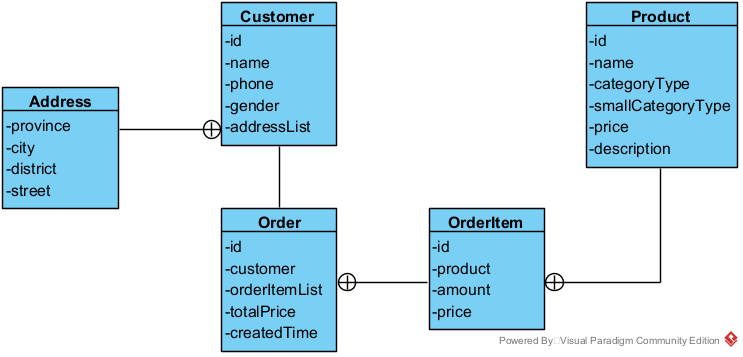 Customer
-id
-name
-phone
-gender
-addressList
Product
-id
-name
-categoryType
-smallCategoryType
-price
-description
Address
-province
-city
-district
-street
Order
-id
-customer
-orderItemList
-totalPrice
-createdTime
OrderItem
-id
-product
-amount
-price
Powered By Visual Paradigm Community Edition